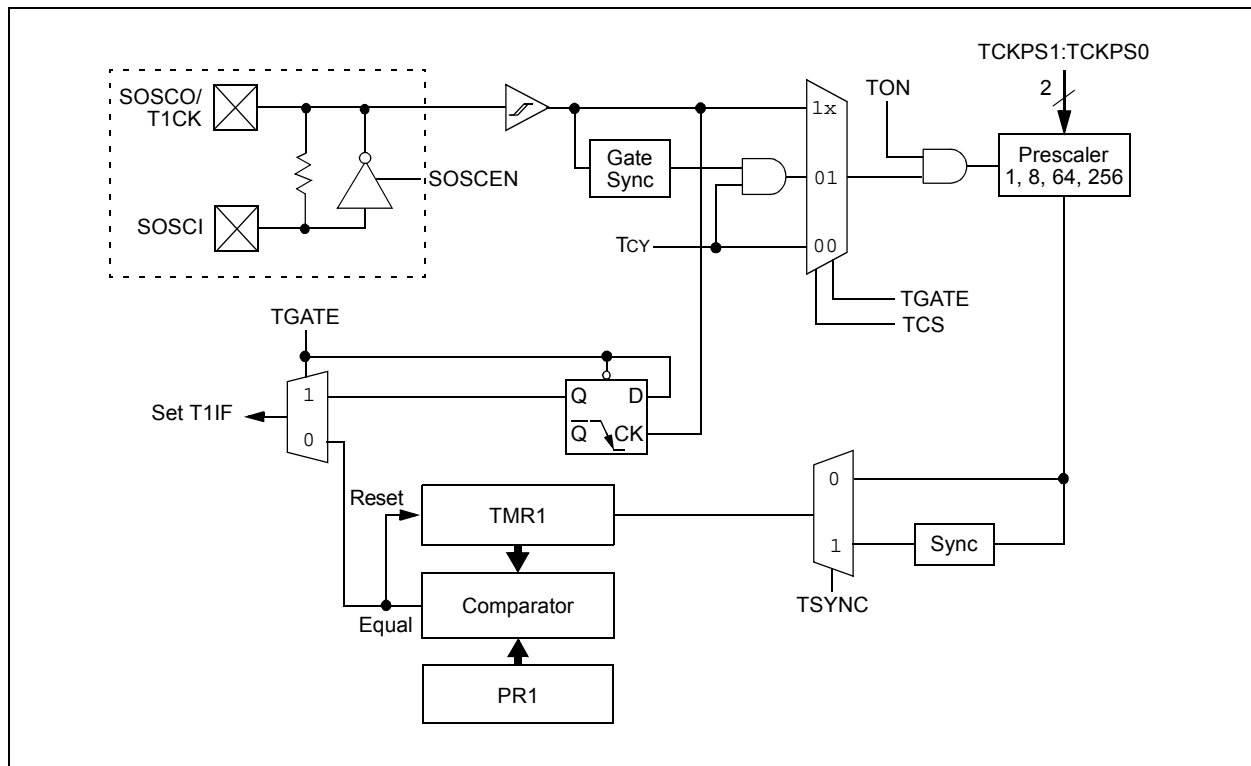 TCKPS1:TCKPS0
SOSCO/
T1CK
TON
2
1x
Gate
Sync
Prescaler
1, 8, 64, 256
SOSCEN
01
SOSCI
TCY
00
TGATE
TCS
TGATE
1
Q
D
Set T1IF
0
Q
CK
Reset
TMR1
0
1
Sync
Comparator
TSYNC
Equal
PR1